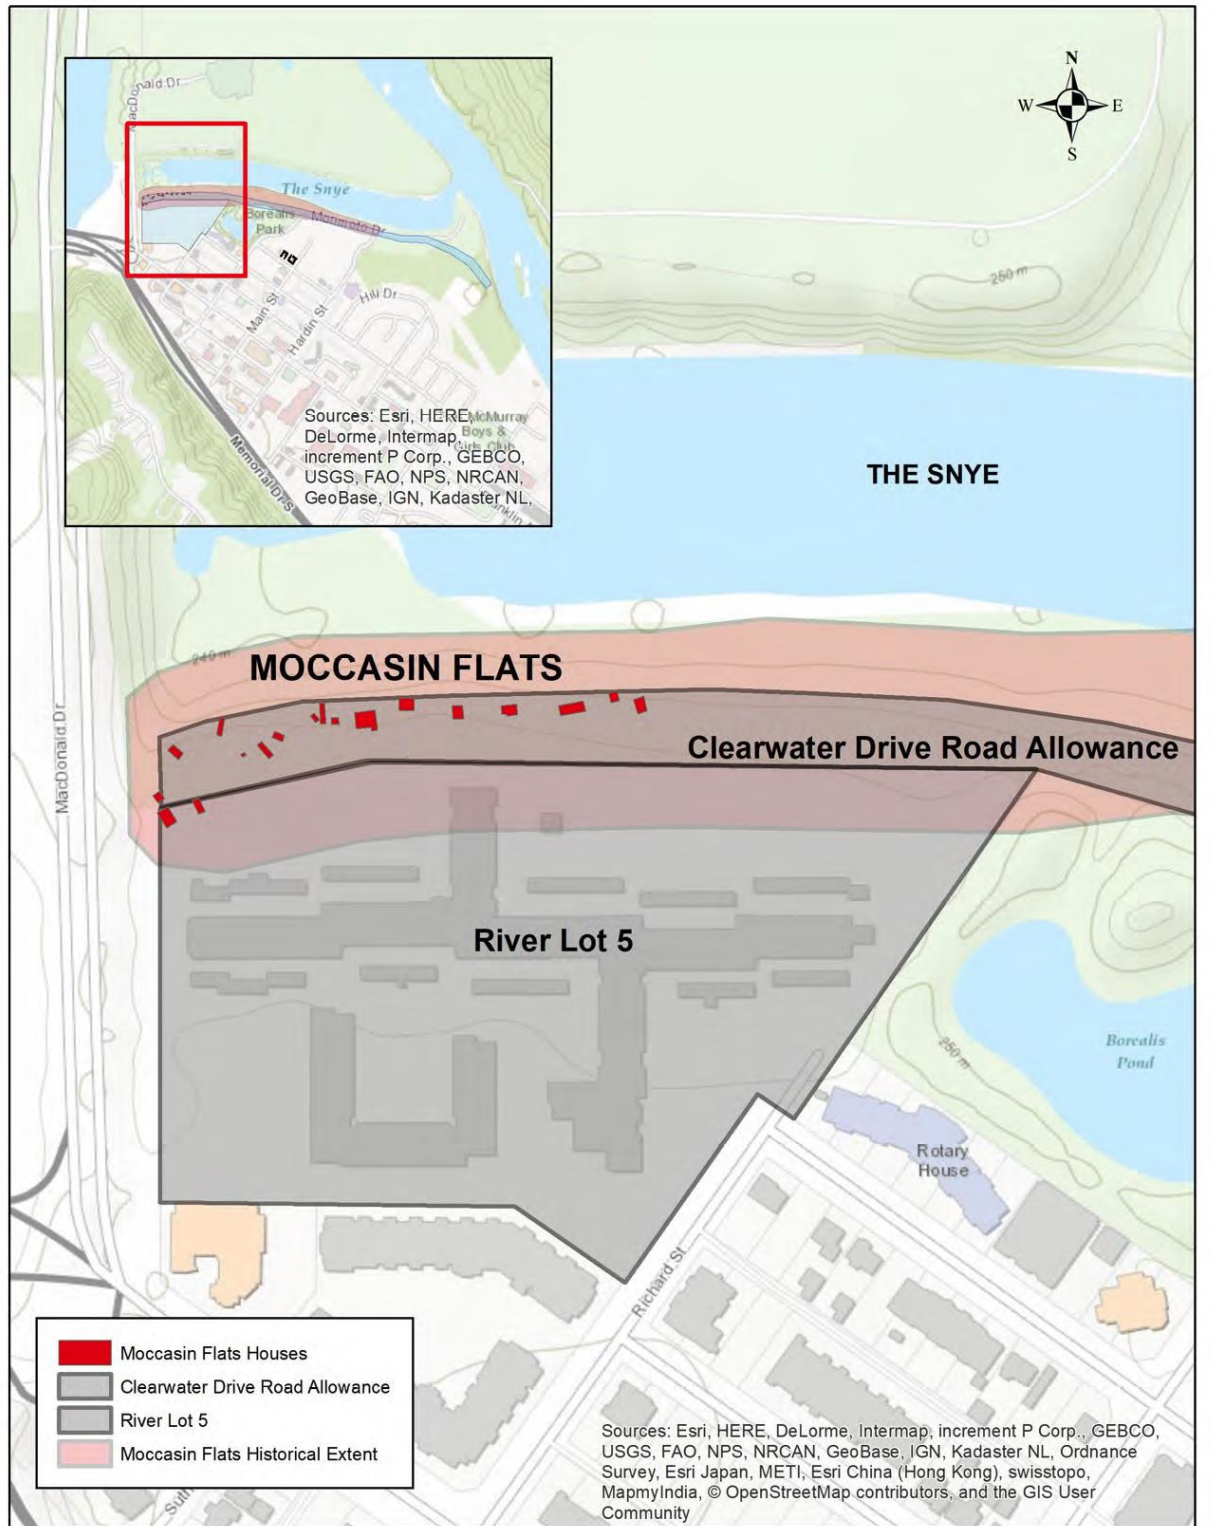 N
W E
S
MacDonald Dr
The Snye
Borealis
Park
Morimoto Dr
Main St
Hardin St
Hill Dr
Memorial Dr S
McMurray
Boys &
Girls Club
Franklin
Sources: Esri, HERE,
DeLorme, Intermap,
increment P Corp., GEBCO,
USGS, FAO, NPS, NRCAN,
GeoBase, IGN, Kadaster NL,
250 m
THE SNYE
240 m
MOCCASIN FLATS
Clearwater Drive Road Allowance
MacDonald Dr
River Lot 5
250 m
Borealis
Pond
Rotary
House
Richard St
Moccasin Flats Houses
Clearwater Drive Road Allowance
River Lot 5
Moccasin Flats Historical Extent
Sources: Esri, HERE, DeLorme, Intermap, increment P Corp., GEBCO,
USGS, FAO, NPS, NRCAN, GeoBase, IGN, Kadaster NL, Ordnance
Survey, Esri Japan, METI, Esri China (Hong Kong), swisstopo,
MapmyIndia, © OpenStreetMap contributors, and the GIS User
Community